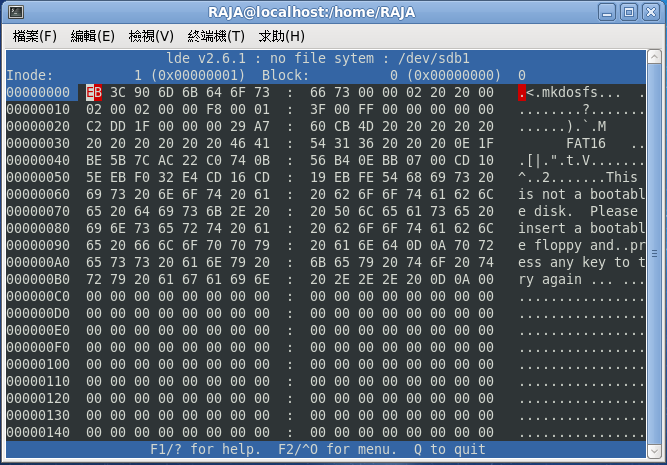 RAJA@localhost:/home/RAJA
檔案(F) 編輯(E) 檢視(V) 終端機(T) 求助(H)
lde v2.6.1 : no file sytem : /dev/sdb1
Inode: 1 (0x00000001) Block: 0 (0x00000000) 0
00000000 EB 3C 90 6D 6B 64 6F 73 : 66 73 00 00 02 20 20 00 .<.mkdosfs... .
00000010 02 00 02 00 00 F8 00 01 : 3F 00 FF 00 00 00 00 00 ........?.......
00000020 C2 DD 1F 00 00 00 29 A7 : 60 CB 4D 20 20 20 20 20 ......).`.M
00000030 20 20 20 20 20 20 46 41 : 54 31 36 20 20 20 0E 1F FAT16 ..
00000040 BE 5B 7C AC 22 C0 74 0B : 56 B4 0E BB 07 00 CD 10 .[|.".t.V.......
00000050 5E EB F0 32 E4 CD 16 CD : 19 EB FE 54 68 69 73 20 ^..2.......This
00000060 69 73 20 6E 6F 74 20 61 : 20 62 6F 6F 74 61 62 6C is not a bootabl
00000070 65 20 64 69 73 6B 2E 20 : 20 50 6C 65 61 73 65 20 e disk. Please
00000080 69 6E 73 65 72 74 20 61 : 20 62 6F 6F 74 61 62 6C insert a bootabl
00000090 65 20 66 6C 6F 70 70 79 : 20 61 6E 64 0D 0A 70 72 e floppy and..pr
000000A0 65 73 73 20 61 6E 79 20 : 6B 65 79 20 74 6F 20 74 ess any key to t
000000B0 72 79 20 61 67 61 69 6E : 20 2E 2E 2E 20 0D 0A 00 ry again ... ...
000000C0 00 00 00 00 00 00 00 00 : 00 00 00 00 00 00 00 00 ................
000000D0 00 00 00 00 00 00 00 00 : 00 00 00 00 00 00 00 00 ................
000000E0 00 00 00 00 00 00 00 00 : 00 00 00 00 00 00 00 00 ................
000000F0 00 00 00 00 00 00 00 00 : 00 00 00 00 00 00 00 00 ................
00000100 00 00 00 00 00 00 00 00 : 00 00 00 00 00 00 00 00 ................
00000110 00 00 00 00 00 00 00 00 : 00 00 00 00 00 00 00 00 ................
00000120 00 00 00 00 00 00 00 00 : 00 00 00 00 00 00 00 00 ................
00000130 00 00 00 00 00 00 00 00 : 00 00 00 00 00 00 00 00 ................
00000140 00 00 00 00 00 00 00 00 : 00 00 00 00 00 00 00 00 ................
F1/? for help. F2/^O for menu. Q to quit